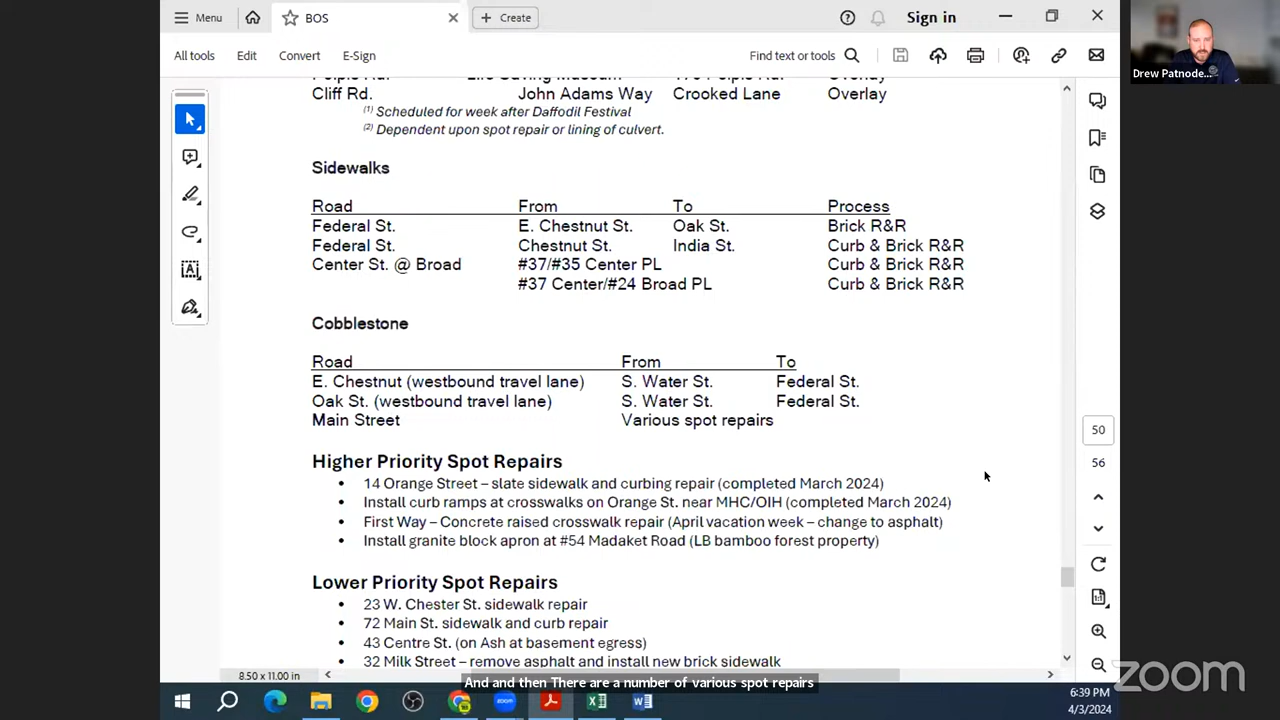 Menu
BOS
Create
Sign in
All tools
Edit
Convert
E-Sign
Find text or tools
Drew Patnode...
Polpis Rd. Life Saving Museum Polpis Rd. Overlay
Cliff Rd. John Adams Way Crooked Lane Overlay
(1) Scheduled for week after Daffodil Festival
(2) Dependent upon spot repair or lining of culvert.
Sidewalks
Road From To Process
Federal St. E. Chestnut St. Oak St. Brick R&R
Federal St. Chestnut St. India St. Curb & Brick R&R
Center St. @ Broad #37/#35 Center PL Curb & Brick R&R
#37 Center/#24 Broad PL Curb & Brick R&R
Cobblestone
Road From To
E. Chestnut (westbound travel lane) S. Water St. Federal St.
Oak St. (westbound travel lane) S. Water St. Federal St.
Main Street Various spot repairs
Higher Priority Spot Repairs
• 14 Orange Street – slate sidewalk and curbing repair (completed March 2024)
• Install curb ramps at crosswalks on Orange St. near MHC/OIH (completed March 2024)
• First Way – Concrete raised crosswalk repair (April vacation week – change to asphalt)
• Install granite block apron at #54 Madaket Road (LB bamboo forest property)
Lower Priority Spot Repairs
• 23 W. Chester St. sidewalk repair
• 72 Main St. sidewalk and curb repair
• 43 Centre St. (on Ash at basement egress)
• 32 Milk Street – remove asphalt and install new brick sidewalk
50
56
8.50 x 11.00 in
And and then There are a number of various spot repairs
zoom
6:39 PM
4/3/2024